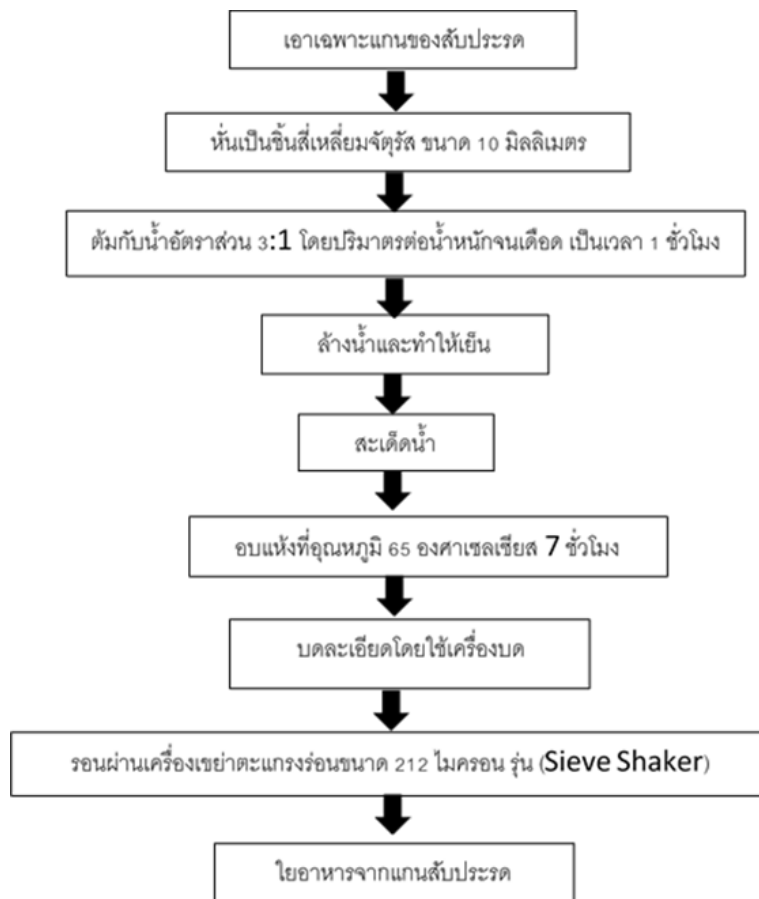 เอาเฉพาะแกนของสับปะรด
หั่นเป็นชิ้นสี่เหลี่ยมจัตุรัส ขนาด 10 มิลลิเมตร
ต้มกับน้ำอัตราส่วน 3:1 โดยปริมาตรต่อน้ำหนักจนเดือด เป็นเวลา 1 ชั่วโมง
ล้างน้ำและทำให้เย็น
สะเด็ดน้ำ
อบแห้งที่อุณหภูมิ 65 องศาเซลเซียส 7 ชั่วโมง
บดละเอียดโดยใช้เครื่องบด
รอนผ่านเครื่องเขย่าตะแกรงร่อนขนาด 212 ไมครอน รุ่น (Sieve Shaker)
ใยอาหารจากแกนสับปะรด